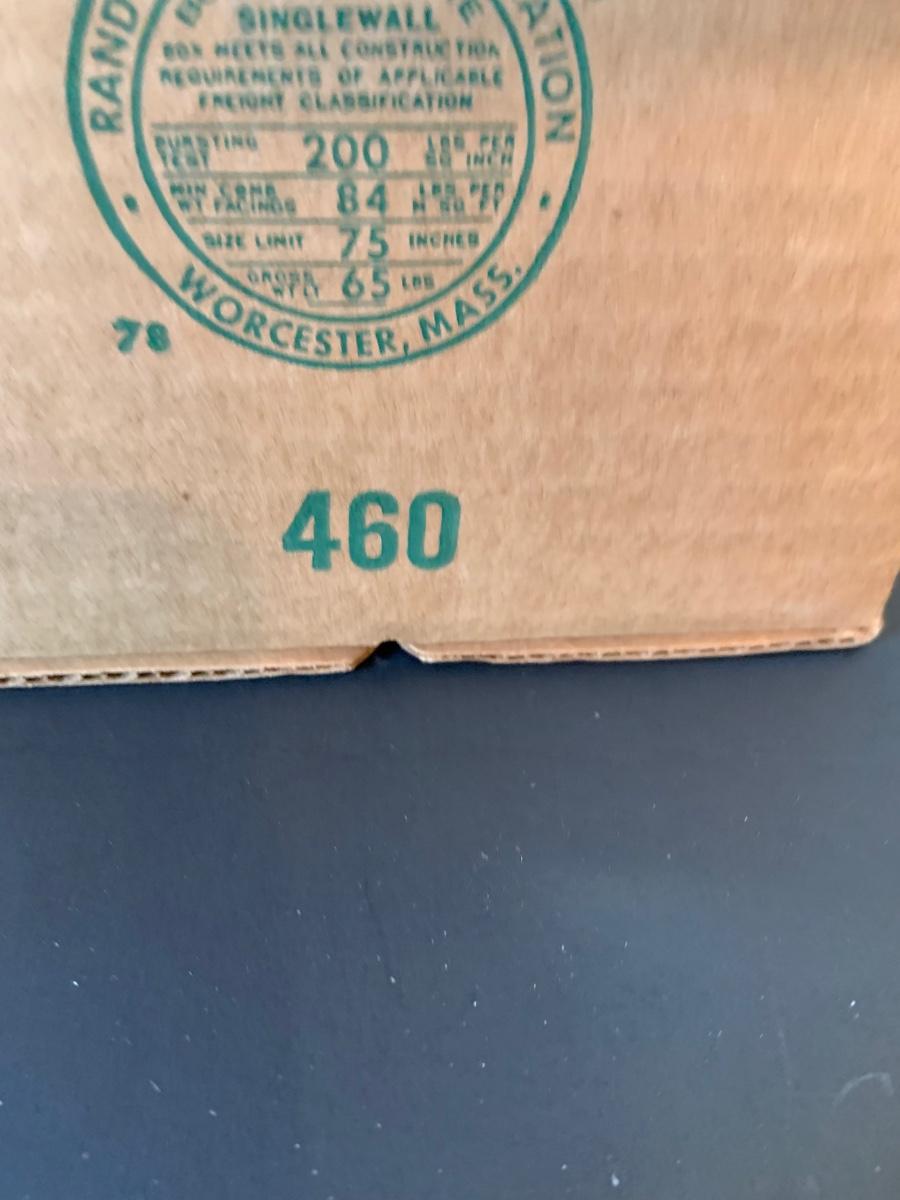 RAND
ATION
SINGLEWALL
BOX MEETS ALL CONSTRUCTION
REQUIREMENTS OF APPLICABLE
FREIGHT CLASSIFICATION
BURSTING TEST 200 LBS PER SQ INCH
MIN COMB WT FACINGS 84 LBS PER M SQ FT
SIZE LIMIT 75 INCHES
GROSS WT LT 65 LBS
WORCESTER, MASS.
78
460